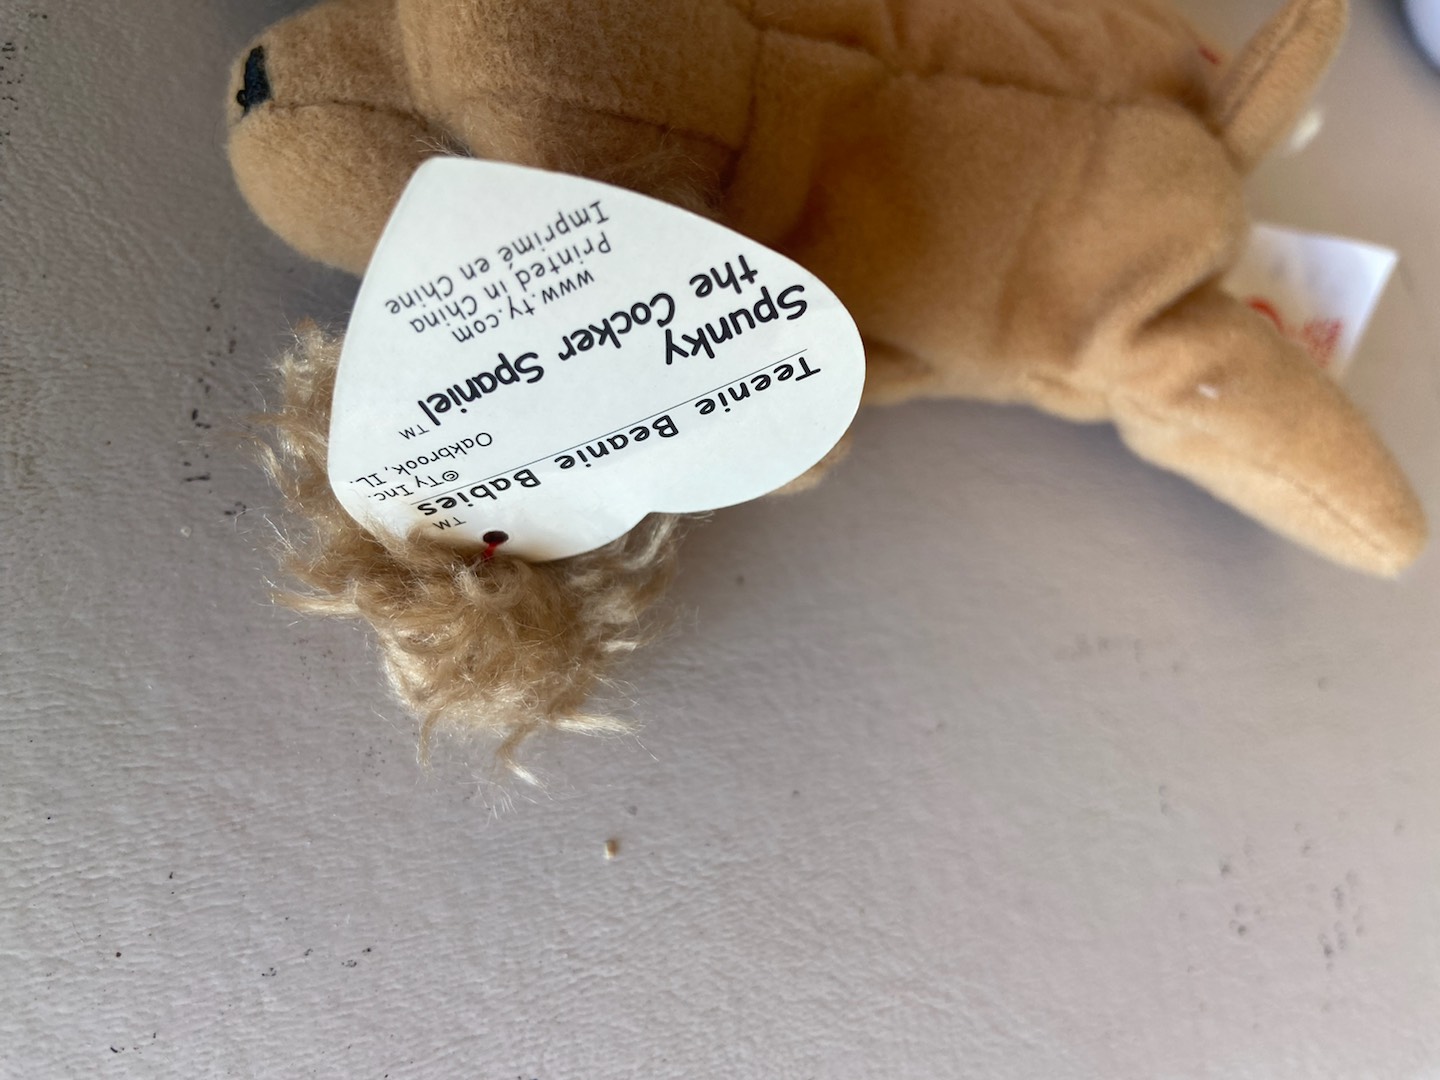 Teenie Beanie Babies™
©Ty Inc.
Oakbrook, IL.
Spunky
the Cocker Spaniel™
www.ty.com
Printed in China
Imprimé en Chine